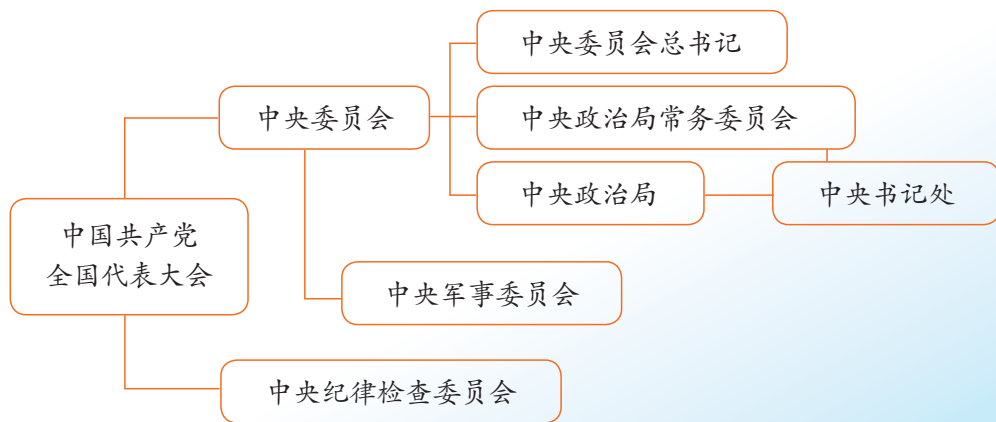 中央委员会总书记
中央委员会
中央政治局常务委员会
中央政治局
中央书记处
中国共产党
全国代表大会
中央军事委员会
中央纪律检查委员会